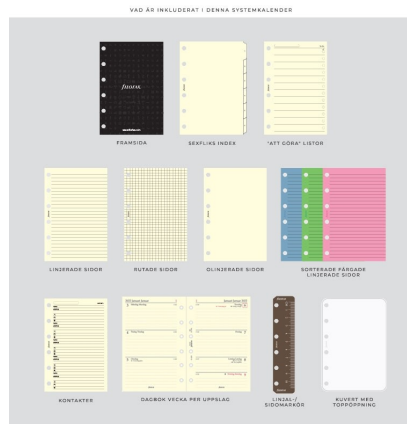 VAD ÄR INKLUDERAT I DENNA SYSTEMKALENDER
filofax
FRAMSIDA
SEXFLIKS INDEX
"ATT GÖRA" LISTOR
LINJERADE SIDOR
RUTADE SIDOR
OLINJERADE SIDOR
SORTERADE FÄRGADE
LINJERADE SIDOR
KONTAKTER
DAGBOK VECKA PER UPPSLAG
LINJAL-/
SIDOMARKÖR
KUVERT MED
TOPPÖPPNING